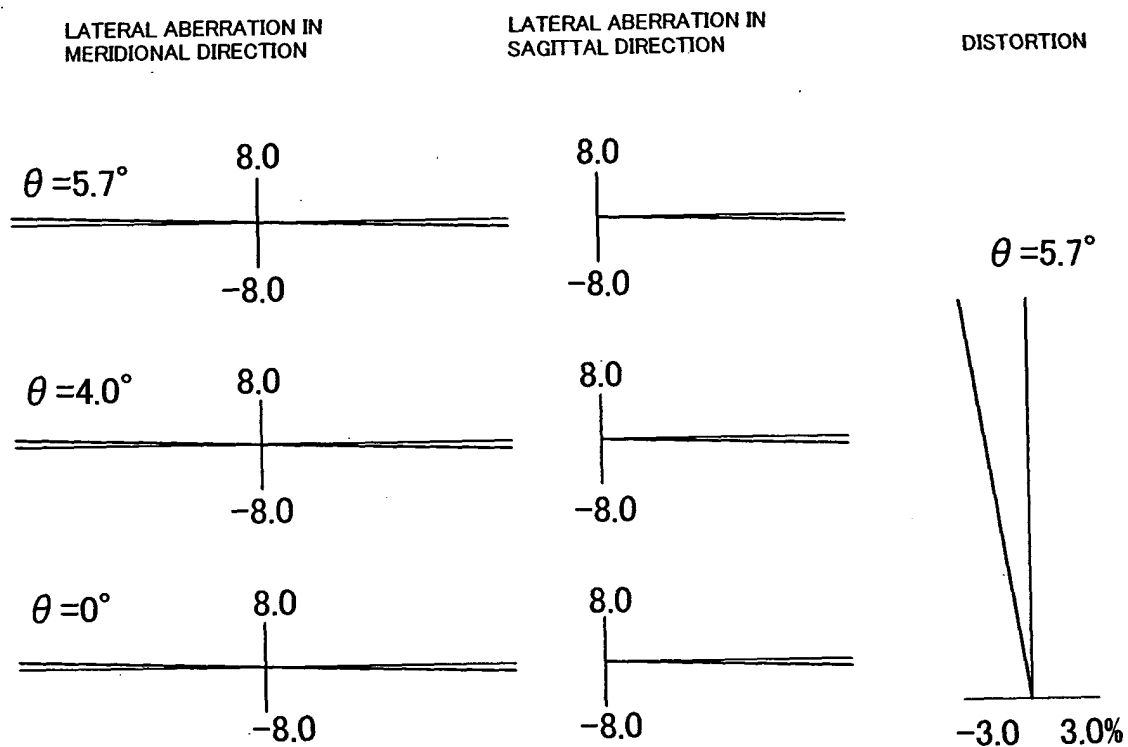 LATERAL ABERRATION IN
MERIDIONAL DIRECTION
LATERAL ABERRATION IN
SAGITTAL DIRECTION
DISTORTION
θ=5.7°
8.0
-8.0
8.0
-8.0
θ=5.7°
θ=4.0°
8.0
-8.0
8.0
-8.0
θ=0°
8.0
-8.0
8.0
-8.0
-3.0 3.0%